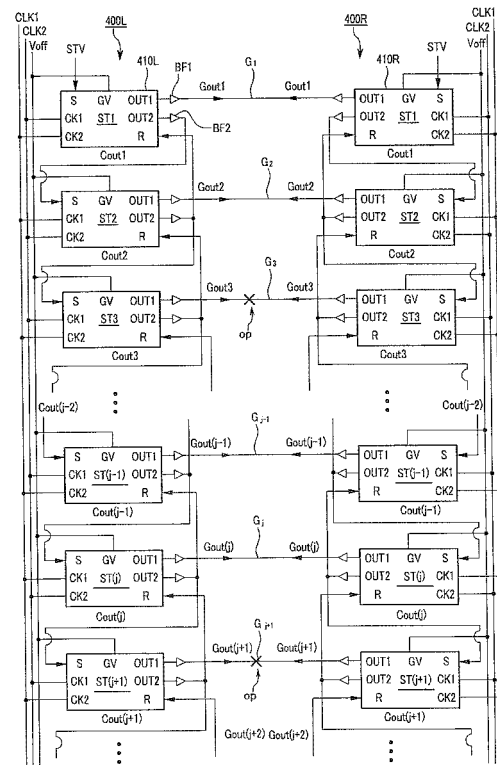 CLK1 CLK1
CLK2 400L 400R CLK2
Voff Voff
STV 410L BF1 G1 410R STV
Gout1 Gout1
S GV OUT1 OUT1 GV S
CK1 ST1 OUT2 OUT2 ST1 CK1
CK2 R BF2 R CK2
Cout1 Cout1
Gout2 G2 Gout2
S GV OUT1 OUT1 GV S
CK1 ST2 OUT2 OUT2 ST2 CK1
CK2 R R CK2
Cout2 Cout2
Gout3 G3 Gout3
S GV OUT1 OUT1 GV S
CK1 ST3 OUT2 OUT2 ST3 CK1
CK2 R op R CK2
Cout3 Cout3
Cout(j-2) Cout(j-2)
Gout(j-1) Gj-1 Gout(j-1)
S GV OUT1 OUT1 GV S
CK1 ST(j-1) OUT2 OUT2 ST(j-1) CK1
CK2 R R CK2
Cout(j-1) Cout(j-1)
Gout(j) Gj Gout(j)
S GV OUT1 OUT1 GV S
CK1 ST(j) OUT2 OUT2 ST(j) CK1
CK2 R R CK2
Cout(j) Cout(j)
Gout(j+1) Gj+1 Gout(j+1)
S GV OUT1 OUT1 GV S
CK1 ST(j+1) OUT2 OUT2 ST(j+1) CK1
CK2 R op R CK2
Cout(j+1) Gout(j+2) Gout(j+2) Cout(j+1)